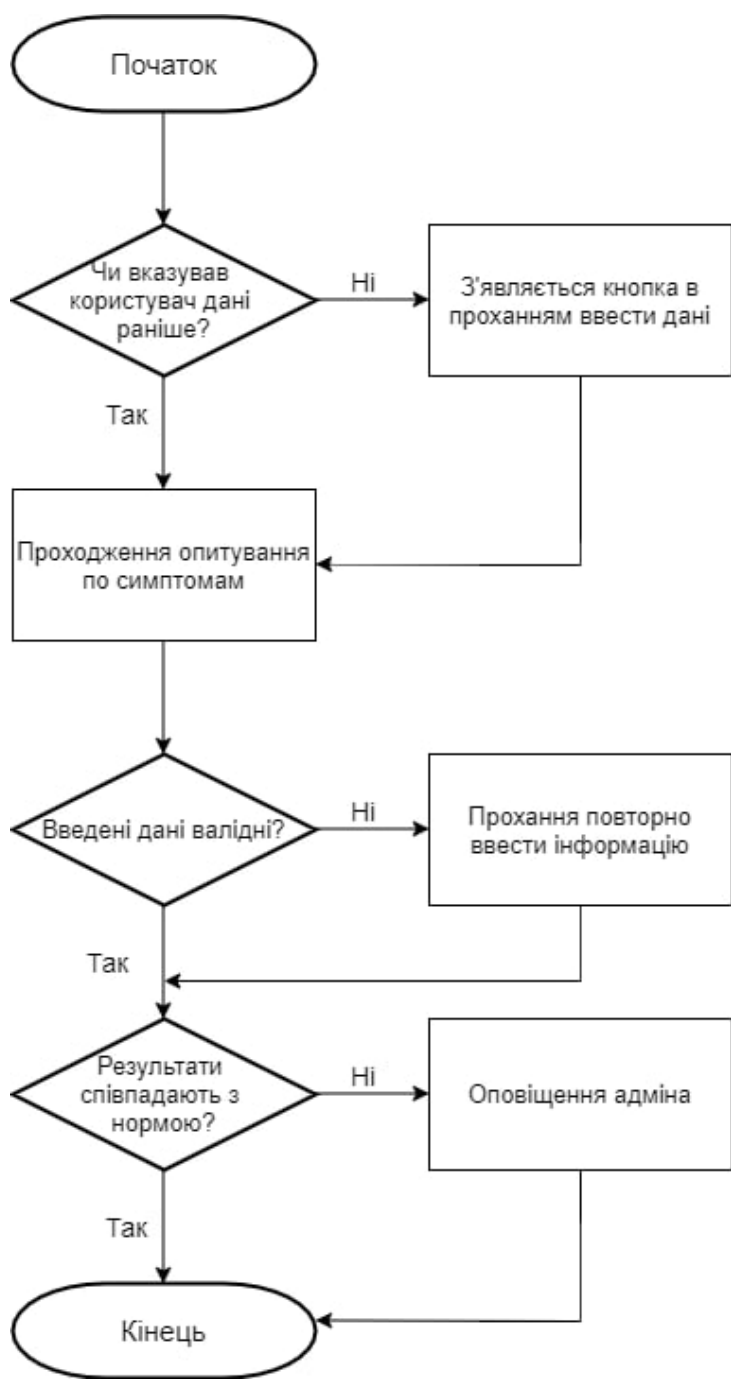 Початок
Чи вказував
користувач дані
раніше?
Ні
З'являється кнопка в
проханням ввести дані
Так
Проходження опитування
по симптомам
Введені дані валідні?
Ні
Прохання повторно
ввести інформацію
Так
Результати
співпадають з
нормою?
Ні
Оповіщення адміна
Так
Кінець